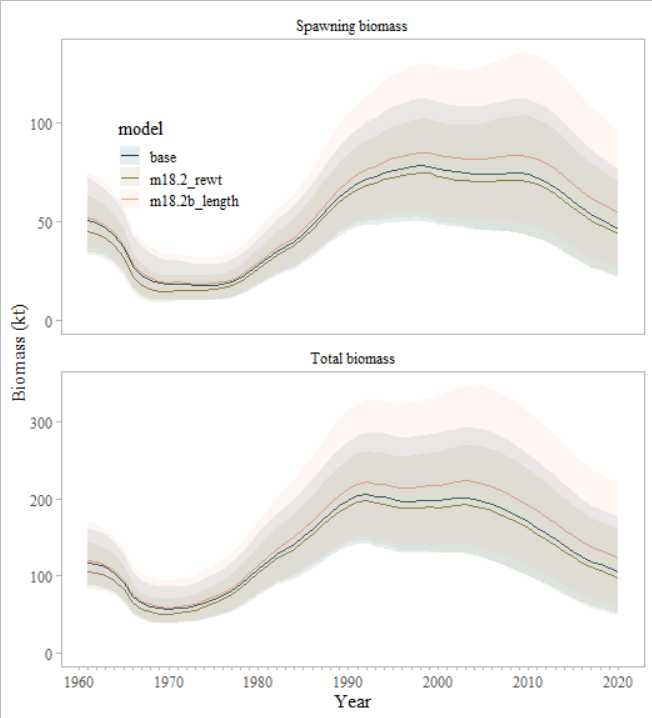 Spawning biomass
100
50
0
model
base
m18.2_rewt
m18.2b_length
Biomass (kt)
Total biomass
300
200
100
0
1960 1970 1980 1990 2000 2010 2020
Year